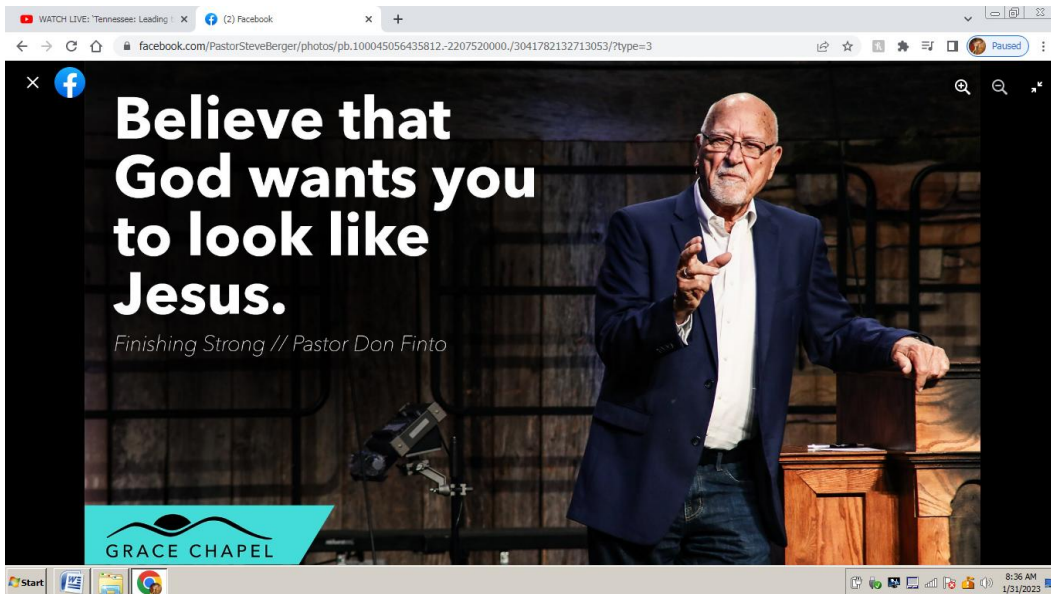 WATCH LIVE: 'Tennessee: Leading
(2) Facebook
facebook.com/PastorSteveBerger/photos/pb.100045056435812.-2207520000./3041782132713053/?type=3
Paused
Believe that
God wants you
to look like
Jesus.
Finishing Strong // Pastor Don Finto
GRACE CHAPEL
Start
8:36 AM
1/31/2023